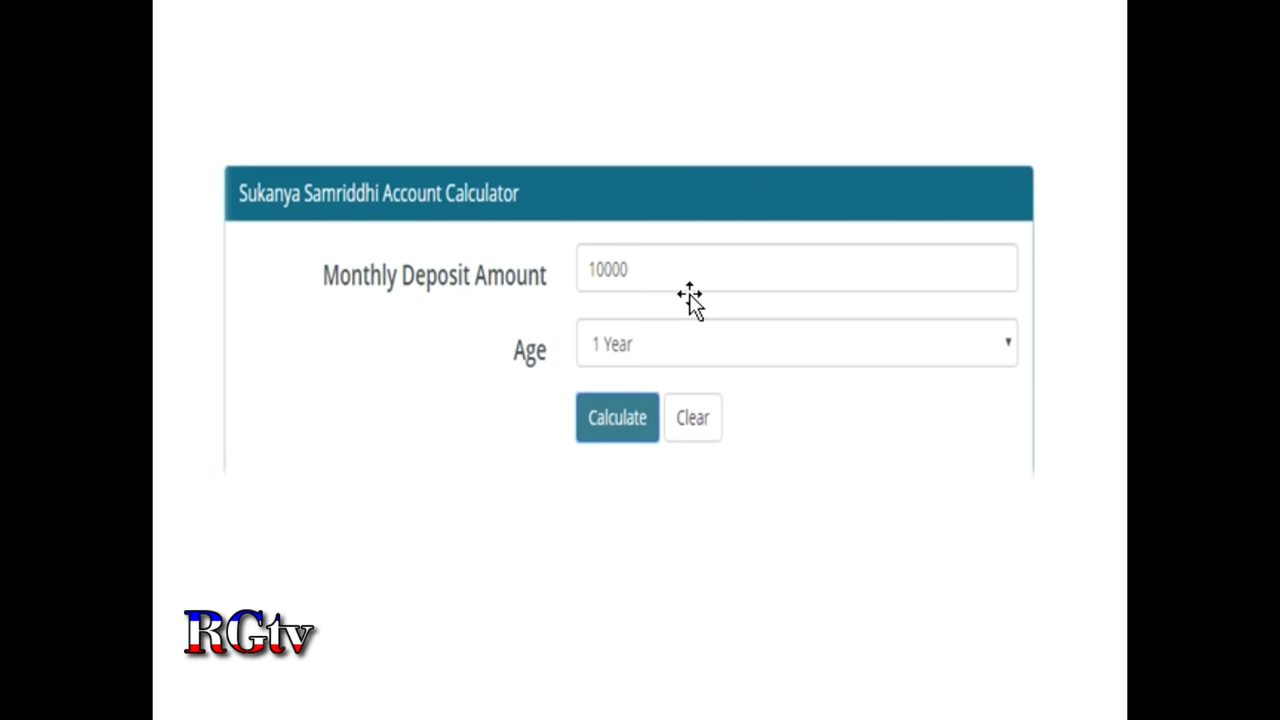 Sukanya Samriddhi Account Calculator
Monthly Deposit Amount
10000
Age
1 Year
Calculate
Clear
RGtv